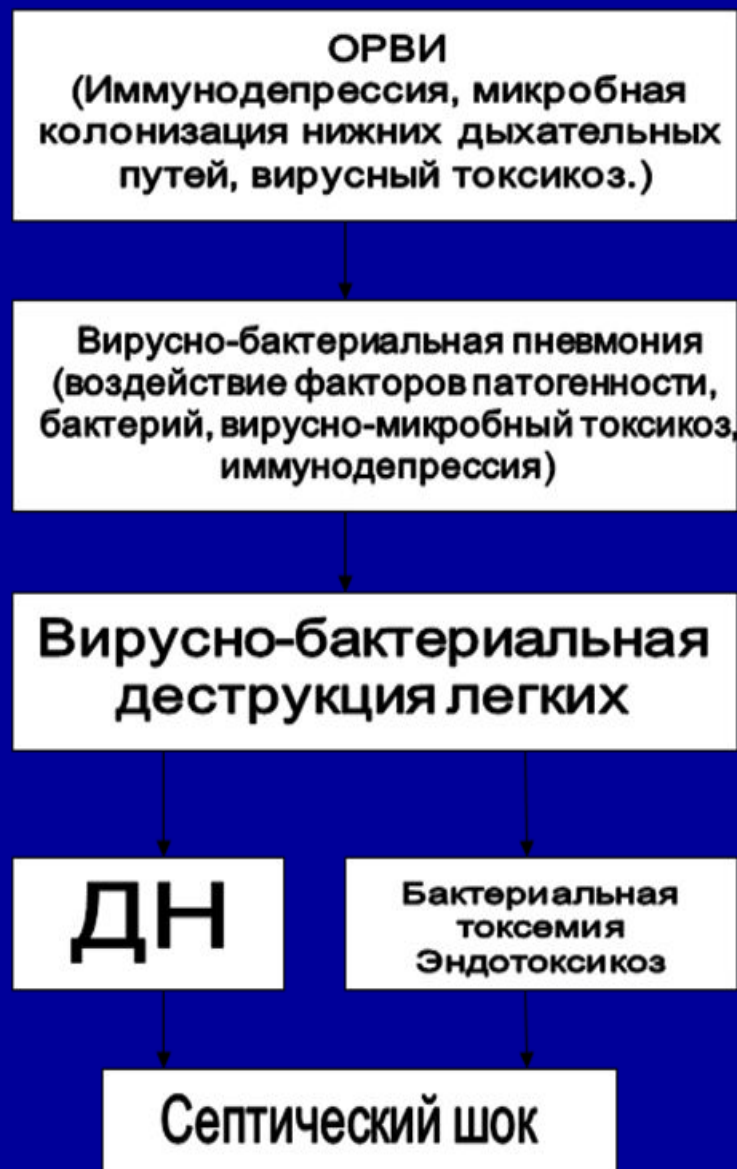 ОРВИ
(Иммунодепрессия, микробная
колонизация нижних дыхательных
путей, вирусный токсикоз.)
Вирусно-бактериальная пневмония
(воздействие факторов патогенности,
бактерий, вирусно-микробный токсикоз,
иммунодепрессия)
Вирусно-бактериальная
деструкция легких
ДН
Бактериальная
токсемия
Эндотоксикоз
Септический шок